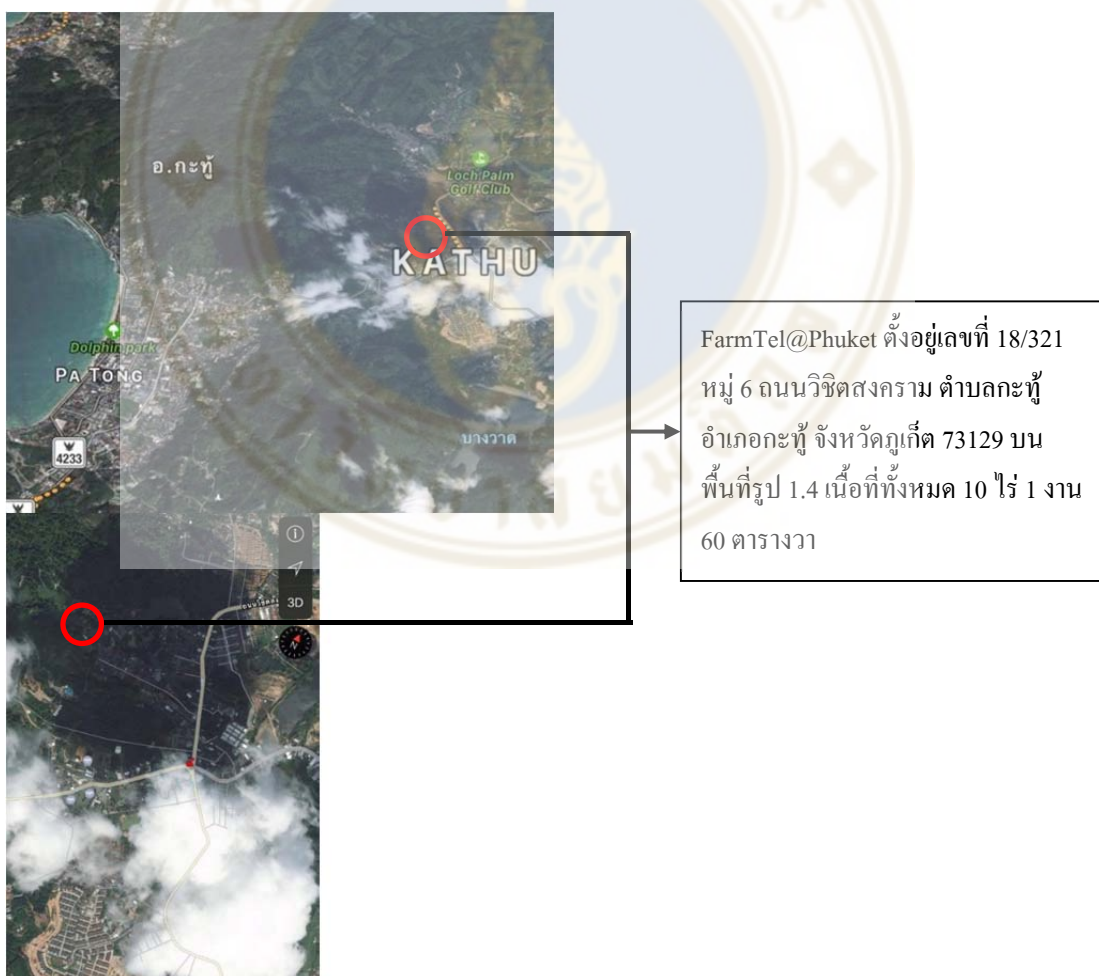 อ.กะทู้
Loch Palm
Golf Club
KATHU
Dolphin park
PA TONG
บางวาด
4233
3D
FarmTel@Phuket ตั้งอยู่เลขที่ 18/321
หมู่ 6 ถนนวิชิตสงคราม ตำบลกะทู้
อำเภอกะทู้ จังหวัดภูเก็ต 73129 บน
พื้นที่รูป 1.4 เนื้อที่ทั้งหมด 10 ไร่ 1 งาน
60 ตารางวา